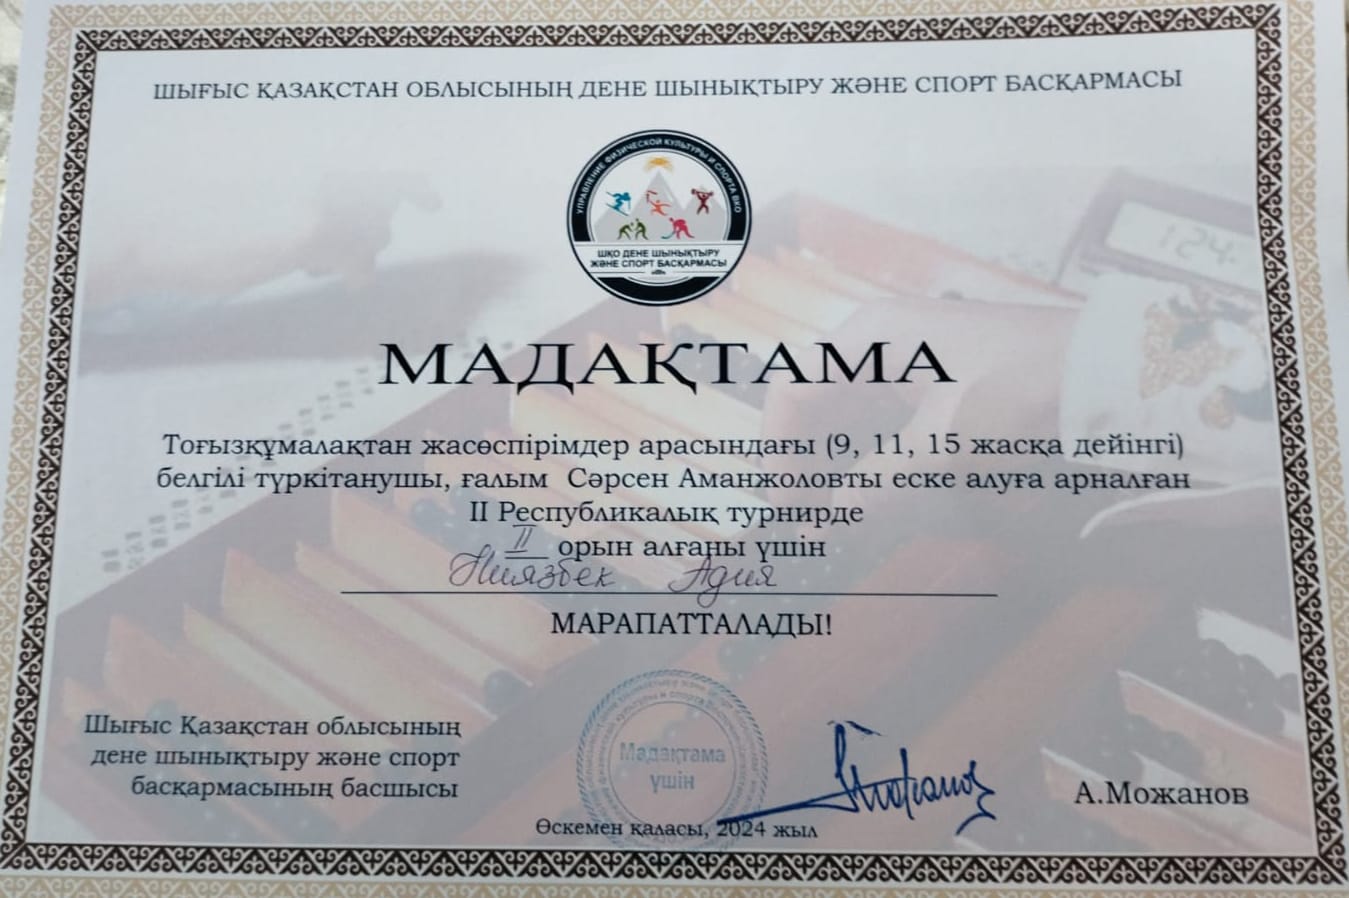 ШЫҒЫС ҚАЗАҚСТАН ОБЛЫСЫНЫҢ ДЕНЕ ШЫНЫҚТЫРУ ЖӘНЕ СПОРТ БАСҚАРМАСЫ
УПРАВЛЕНИЕ ФИЗИЧЕСКОЙ КУЛЬТУРЫ И СПОРТА ВКО
ШҚО ДЕНЕ ШЫНЫҚТЫРУ
ЖӘНЕ СПОРТ БАСҚАРМАСЫ
МАДАҚТАМА
Тоғызқұмалақтан жасөспірімдер арасындағы (9, 11, 15 жасқа дейінгі)
белгілі түркітанушы, ғалым Сәрсен Аманжоловты еске алуға арналған
II Республикалық турнирде
II орын алғаны үшін
Ниязбек Адия
МАРАПАТТАЛАДЫ!
Шығыс Қазақстан облысының
дене шынықтыру және спорт
басқармасының басшысы
Мадақтама
үшін
А.Можанов
Өскемен қаласы, 2024 жыл